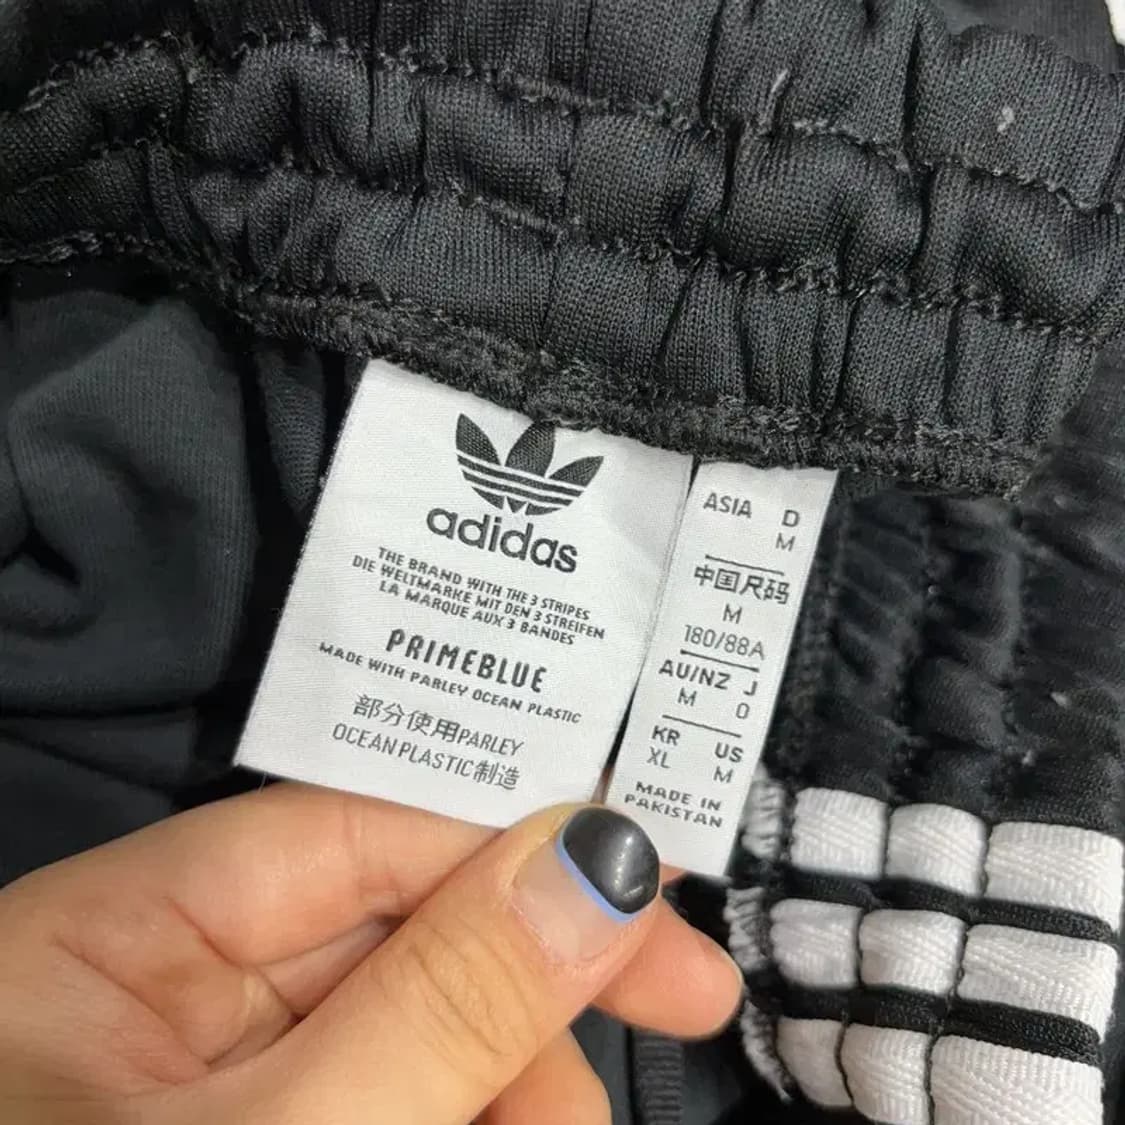 adidas
THE BRAND WITH THE 3 STRIPES
DIE WELTMARKE MIT DEN 3 STREIFEN
LA MARQUE AUX 3 BANDES
PRIMEBLUE
MADE WITH PARLEY OCEAN PLASTIC
部分使用PARLEY
OCEAN PLASTIC制造
ASIA D
M
中国尺码
M
180/88A
AU/NZ J
M O
KR US
XL M
MADE IN
PAKISTAN